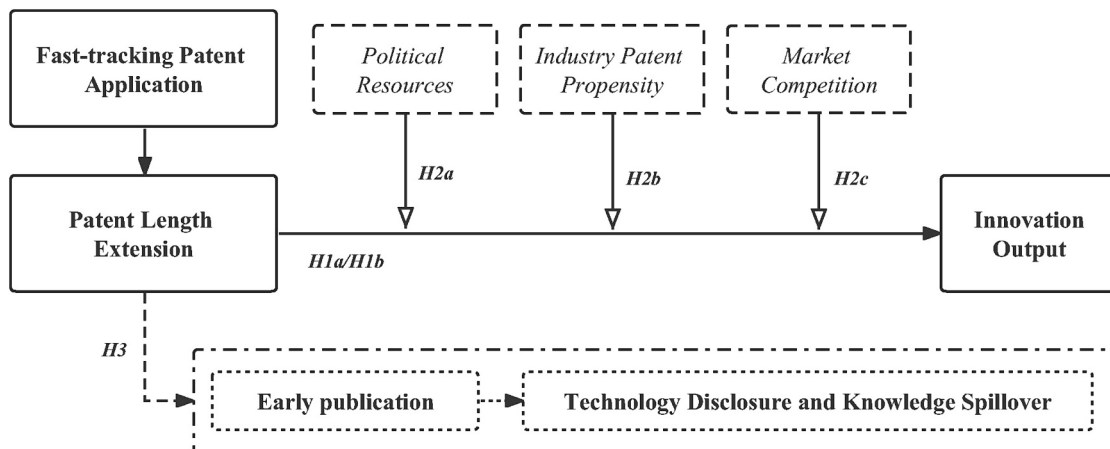 Fast-tracking Patent
Application
Political
Resources
Industry Patent
Propensity
Market
Competition
H2a
H2b
H2c
Patent Length
Extension
H1a/H1b
Innovation
Output
H3
Early publication
Technology Disclosure and Knowledge Spillover